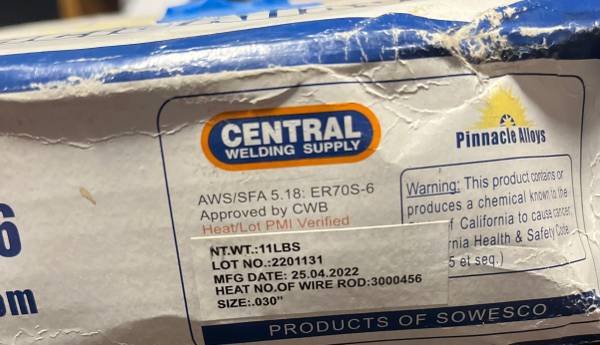 CENTRAL
WELDING SUPPLY
Pinnacle Alloys
AWS/SFA 5.18: ER70S-6
Approved by CWB
Heat/Lot PMI Verified
NT.WT.:11LBS
LOT NO.:2201131
MFG DATE: 25.04.2022
HEAT NO.OF WIRE ROD:3000456
SIZE:.030"
Warning: This product contains or
produces a chemical known to the
f California to cause cancer
rnia Health & Safety Code
5 et seq.)
PRODUCTS OF SOWESCO
6
om